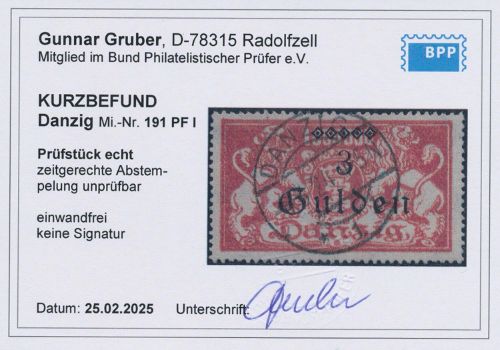 Gunnar Gruber, D-78315 Radolfzell
Mitglied im Bund Philatelistischer Prüfer e.V.
BPP
KURZBEFUND
Danzig Mi.-Nr. 191 PF I
Prüfstück echt
zeitgerechte Abstem-
pelung unprüfbar
einwandfrei
keine Signatur
DANZIG
3
Gulden
Danzig
Datum: 25.02.2025
Unterschrift: